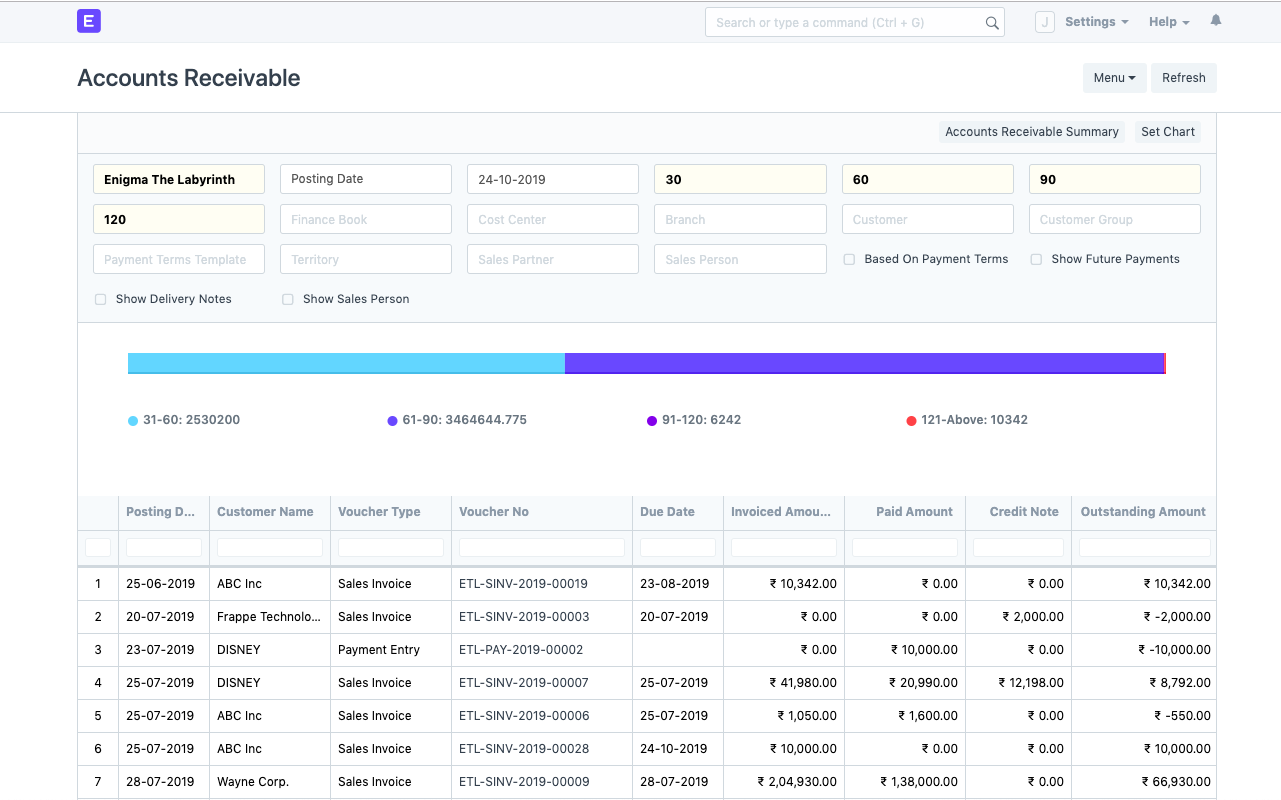 E
Search or type a command (Ctrl + G)
J Settings Help
Accounts Receivable
Menu Refresh
Accounts Receivable Summary Set Chart
Enigma The Labyrinth Posting Date 24-10-2019 30 60 90
120 Finance Book Cost Center Branch Customer Customer Group
Payment Terms Template Territory Sales Partner Sales Person Based On Payment Terms Show Future Payments
Show Delivery Notes Show Sales Person
31-60: 2530200 61-90: 3464644.775 91-120: 6242 121-Above: 10342
Posting D... Customer Name Voucher Type Voucher No Due Date Invoiced Amou... Paid Amount Credit Note Outstanding Amount
1 25-06-2019 ABC Inc Sales Invoice ETL-SINV-2019-00019 23-08-2019 ₹ 10,342.00 ₹ 0.00 ₹ 0.00 ₹ 10,342.00
2 20-07-2019 Frappe Technolo... Sales Invoice ETL-SINV-2019-00003 20-07-2019 ₹ 0.00 ₹ 0.00 ₹ 2,000.00 ₹ -2,000.00
3 23-07-2019 DISNEY Payment Entry ETL-PAY-2019-00002 ₹ 0.00 ₹ 10,000.00 ₹ 0.00 ₹ -10,000.00
4 25-07-2019 DISNEY Sales Invoice ETL-SINV-2019-00007 25-07-2019 ₹ 41,980.00 ₹ 20,990.00 ₹ 12,198.00 ₹ 8,792.00
5 25-07-2019 ABC Inc Sales Invoice ETL-SINV-2019-00006 25-07-2019 ₹ 1,050.00 ₹ 1,600.00 ₹ 0.00 ₹ -550.00
6 25-07-2019 ABC Inc Sales Invoice ETL-SINV-2019-00028 24-10-2019 ₹ 10,000.00 ₹ 0.00 ₹ 0.00 ₹ 10,000.00
7 28-07-2019 Wayne Corp. Sales Invoice ETL-SINV-2019-00009 28-07-2019 ₹ 2,04,930.00 ₹ 1,38,000.00 ₹ 0.00 ₹ 66,930.00